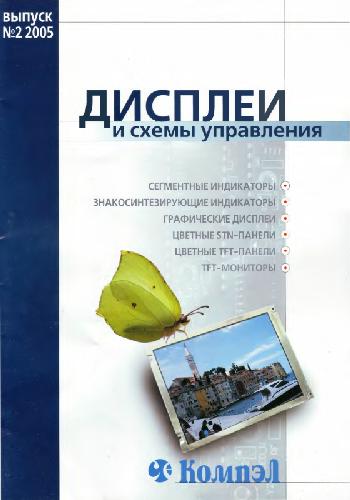 выпуск
№2 2005
ДИСПЛЕИ
и схемы управления
СЕГМЕНТНЫЕ ИНДИКАТОРЫ
ЗНАКОСИНТЕЗИРУЮЩИЕ ИНДИКАТОРЫ
ГРАФИЧЕСКИЕ ДИСПЛЕИ
ЦВЕТНЫЕ STN-ПАНЕЛИ
ЦВЕТНЫЕ TFT-ПАНЕЛИ
TFT-МОНИТОРЫ
КомпэЛ